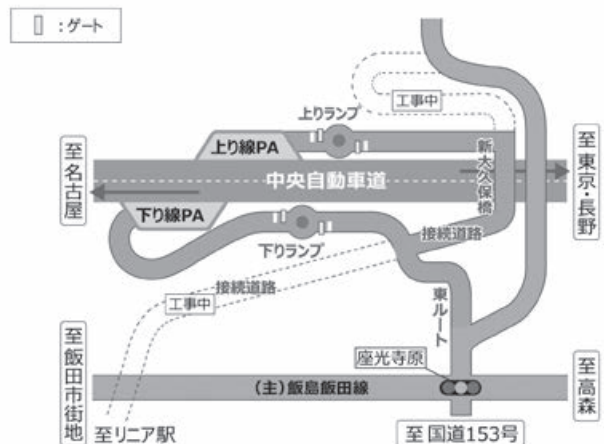 ：ゲート
工事中
上りランプ
上り線PA
新大久保橋
至名古屋
中央自動車道
至東京・長野
下り線PA
下りランプ
接続道路
接続道路
工事中
東ルート
至飯田市街地
座光寺原
至高森
（主）飯島飯田線
至リニア駅
至 国道153号